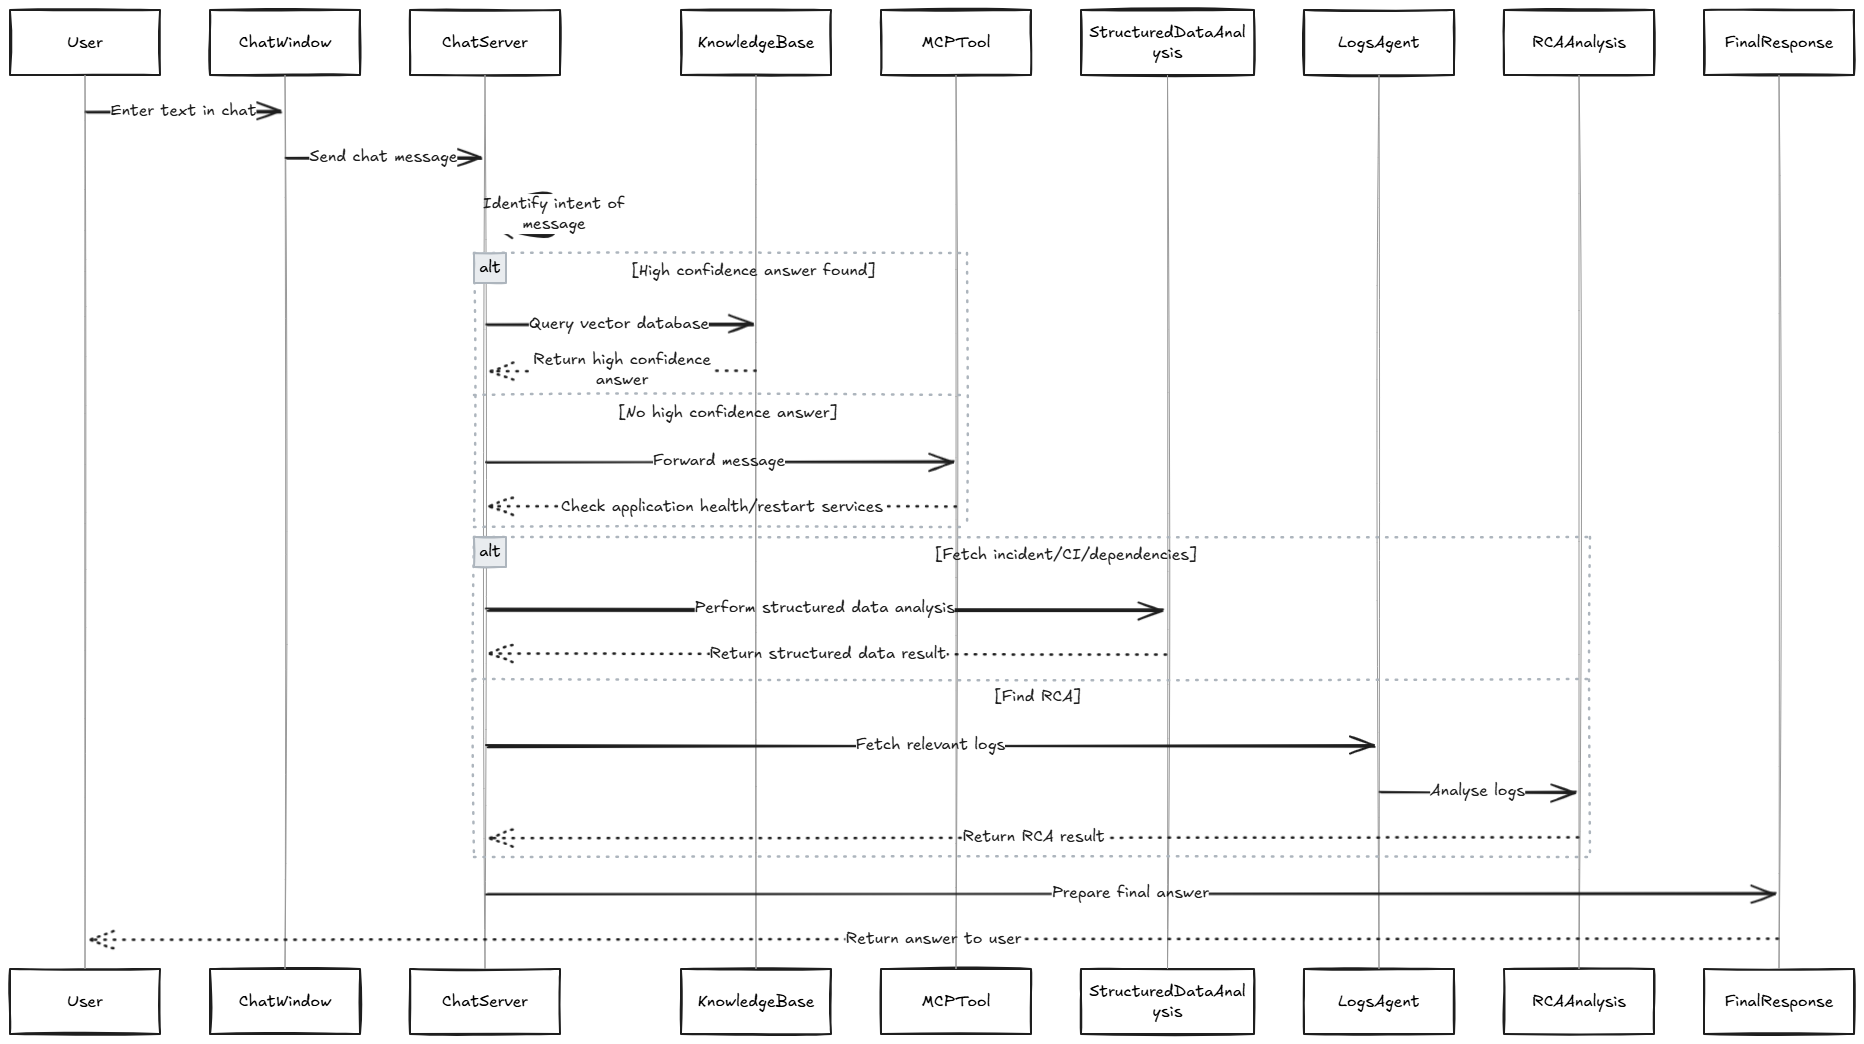 User
ChatWindow
ChatServer
KnowledgeBase
MCPTool
StructuredDataAnal
ysis
LogsAgent
RCAAnalysis
FinalResponse
Enter text in chat
Send chat message
Identify intent of
message
alt
[High confidence answer found]
Query vector database
Return high confidence
answer
[No high confidence answer]
Forward message
Check application health/restart services
alt
[Fetch incident/CI/dependencies]
Perform structured data analysis
Return structured data result
[Find RCA]
Fetch relevant logs
Analyse logs
Return RCA result
Prepare final answer
Return answer to user
User
ChatWindow
ChatServer
KnowledgeBase
MCPTool
StructuredDataAnal
ysis
LogsAgent
RCAAnalysis
FinalResponse